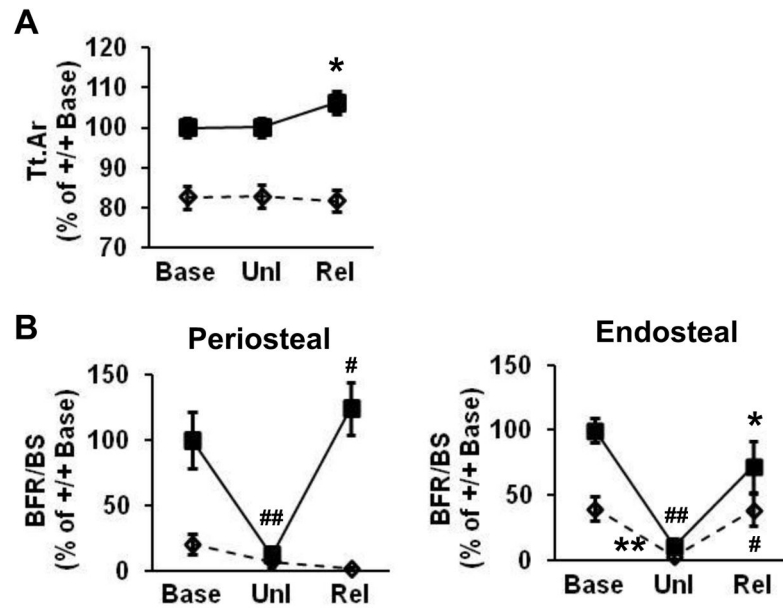 A
120
*
110
100
90
80
70
Tt.Ar
(% of +/+ Base)
Base Unl Rel
B
Periosteal
150
#
100
50
##
0
BFR/BS
(% of +/+ Base)
Base Unl Rel
Endosteal
150
*
100
50
##
**
#
0
BFR/BS
(% of +/+ Base)
Base Unl Rel